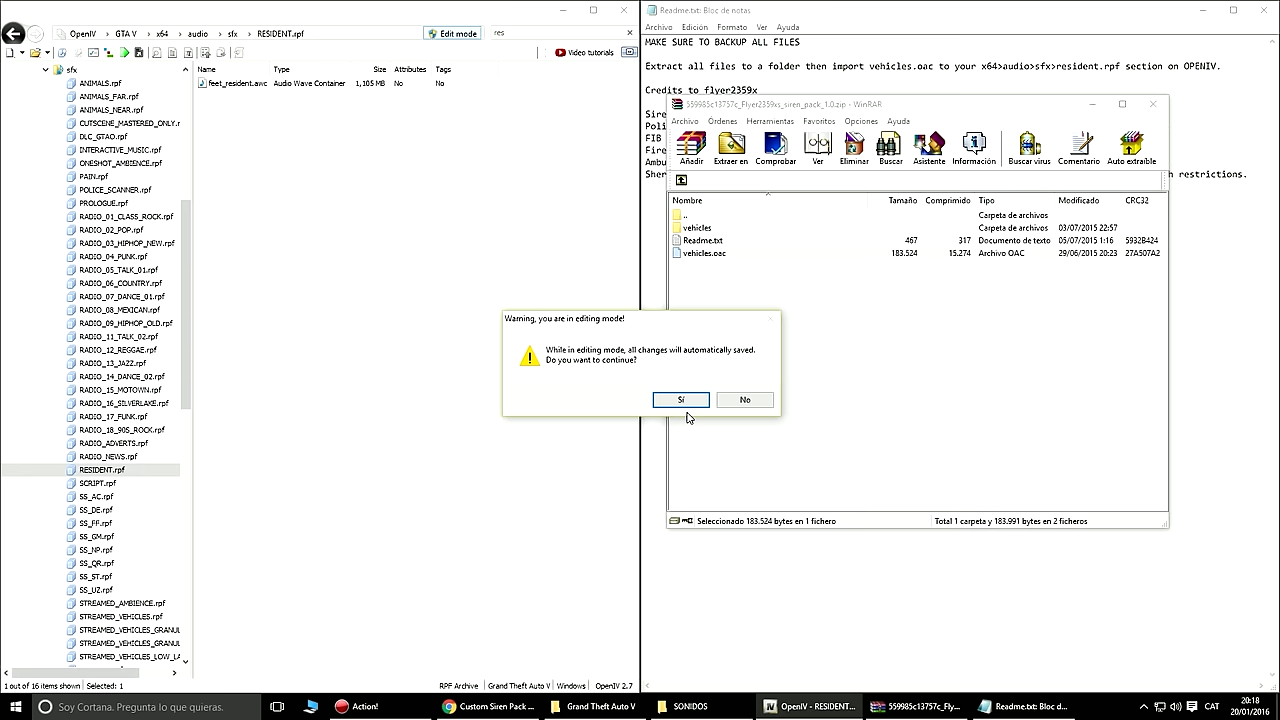 OpenIV > GTA V > x64 > audio > sfx > RESIDENT.rpf
Edit mode
res
Video tutorials
sfx
ANIMALS.rpf
ANIMALS_FAR.rpf
ANIMALS_NEAR.rpf
CUTSCENE_MASTERED_ONLY.r
DLC_GTAO.rpf
INTERACTIVE_MUSIC.rpf
ONESHOT_AMBIENCE.rpf
PAIN.rpf
POLICE_SCANNER.rpf
PROLOGUE.rpf
RADIO_01_CLASS_ROCK.rpf
RADIO_02_POP.rpf
RADIO_03_HIPHOP_NEW.rpf
RADIO_04_PUNK.rpf
RADIO_05_TALK_01.rpf
RADIO_06_COUNTRY.rpf
RADIO_07_DANCE_01.rpf
RADIO_08_MEXICAN.rpf
RADIO_09_HIPHOP_OLD.rpf
RADIO_11_TALK_02.rpf
RADIO_12_REGGAE.rpf
RADIO_13_JAZZ.rpf
RADIO_14_DANCE_02.rpf
RADIO_15_MOTOWN.rpf
RADIO_16_SILVERLAKE.rpf
RADIO_17_FUNK.rpf
RADIO_18_90S_ROCK.rpf
RADIO_ADVERTS.rpf
RADIO_NEWS.rpf
RESIDENT.rpf
SCRIPT.rpf
SS_AC.rpf
SS_DE.rpf
SS_FF.rpf
SS_GM.rpf
SS_NP.rpf
SS_QR.rpf
SS_ST.rpf
SS_UZ.rpf
STREAMED_AMBIENCE.rpf
STREAMED_VEHICLES.rpf
STREAMED_VEHICLES_GRANUL
STREAMED_VEHICLES_GRANUL
STREAMED_VEHICLES_LOW_LA
Name Type Size Attributes Tags
feet_resident.awc Audio Wave Container 1,105 MB No No
1 out of 16 items shown Selected: 1
RPF Archive Grand Theft Auto V Windows OpenIV 2.7
Readme.txt: Bloc de notas
Archivo Edición Formato Ver Ayuda
MAKE SURE TO BACKUP ALL FILES
Extract all files to a folder then import vehicles.oac to your x64>audio>sfx>resident.rpf section on OPENIV.
Credits to flyer2359x
Sire
Poli
FIB
Fire
Ambu
Sher
h restrictions.
559985c13757c_Flyer2359xs_siren_pack_1.0.zip - WinRAR
Archivo Órdenes Herramientas Favoritos Opciones Ayuda
Añadir Extraer en Comprobar Ver Eliminar Buscar Asistente Información Buscar virus Comentario Auto extraíble
Nombre Tamaño Comprimido Tipo Modificado CRC32
.. Carpeta de archivos
vehicles Carpeta de archivos 03/07/2015 22:57
Readme.txt 467 317 Documento de texto 05/07/2015 1:16 5932B424
vehicles.oac 183.524 15.274 Archivo OAC 29/06/2015 20:23 27A507A2
Seleccionado 183.524 bytes en 1 fichero Total 1 carpeta y 183.991 bytes en 2 ficheros
Warning, you are in editing mode!
While in editing mode, all changes will automatically saved.
Do you want to continue?
Sí No
Soy Cortana. Pregunta lo que quieras.
Action!
Custom Siren Pack ...
Grand Theft Auto V
SONIDOS
OpenIV - RESIDENT...
559985c13757c_Fly...
Readme.txt: Bloc d...
CAT
20:18
20/01/2016